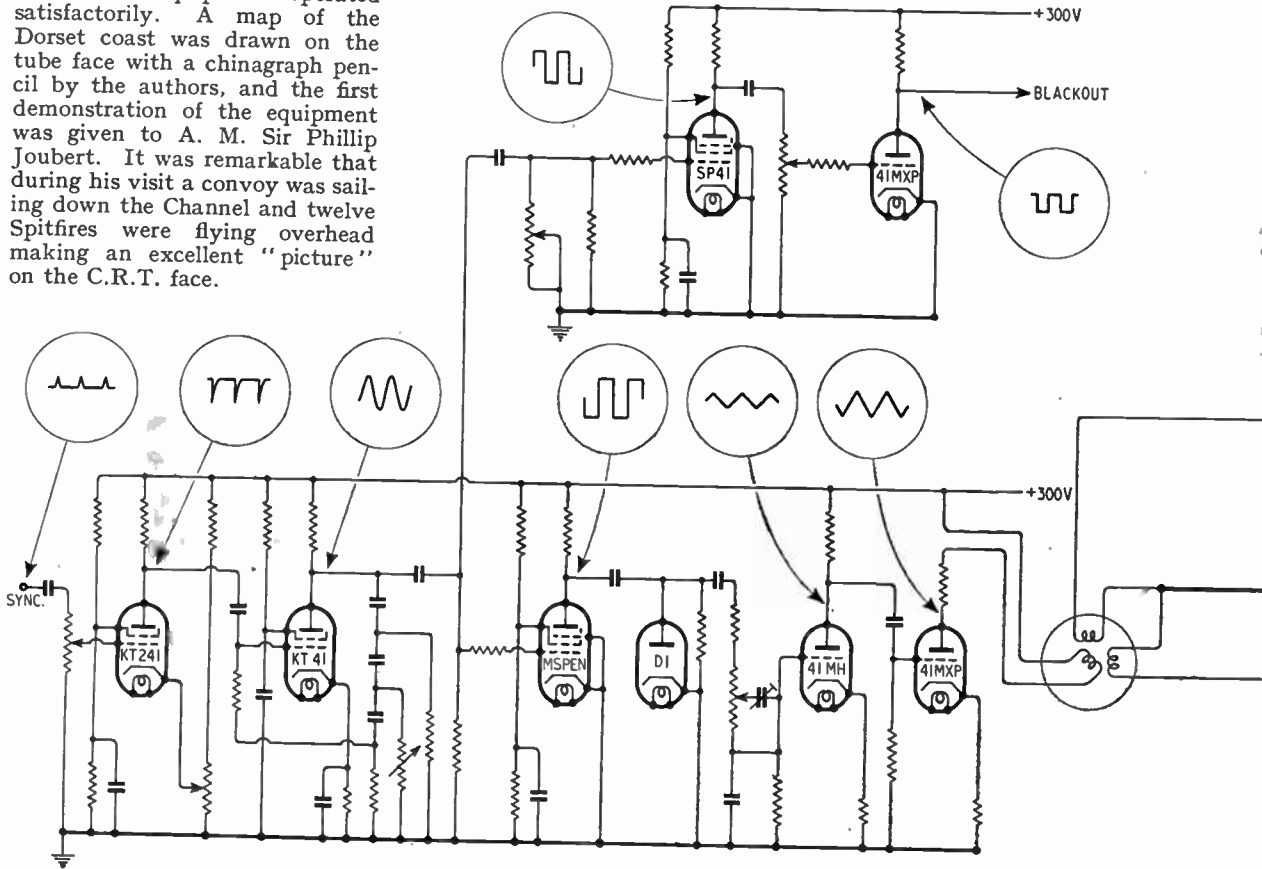 satisfactorily. A map of the
Dorset coast was drawn on the
tube face with a chinagraph pen-
cil by the authors, and the first
demonstration of the equipment
was given to A. M. Sir Phillip
Joubert. It was remarkable that
during his visit a convoy was sail-
ing down the Channel and twelve
Spitfires were flying overhead
making an excellent "picture"
on the C.R.T. face.
+300V
BLACKOUT
SP41
41MXP
+300V
SYNC.
KT241
KT41
MSPEN
D1
41MH
41MXP